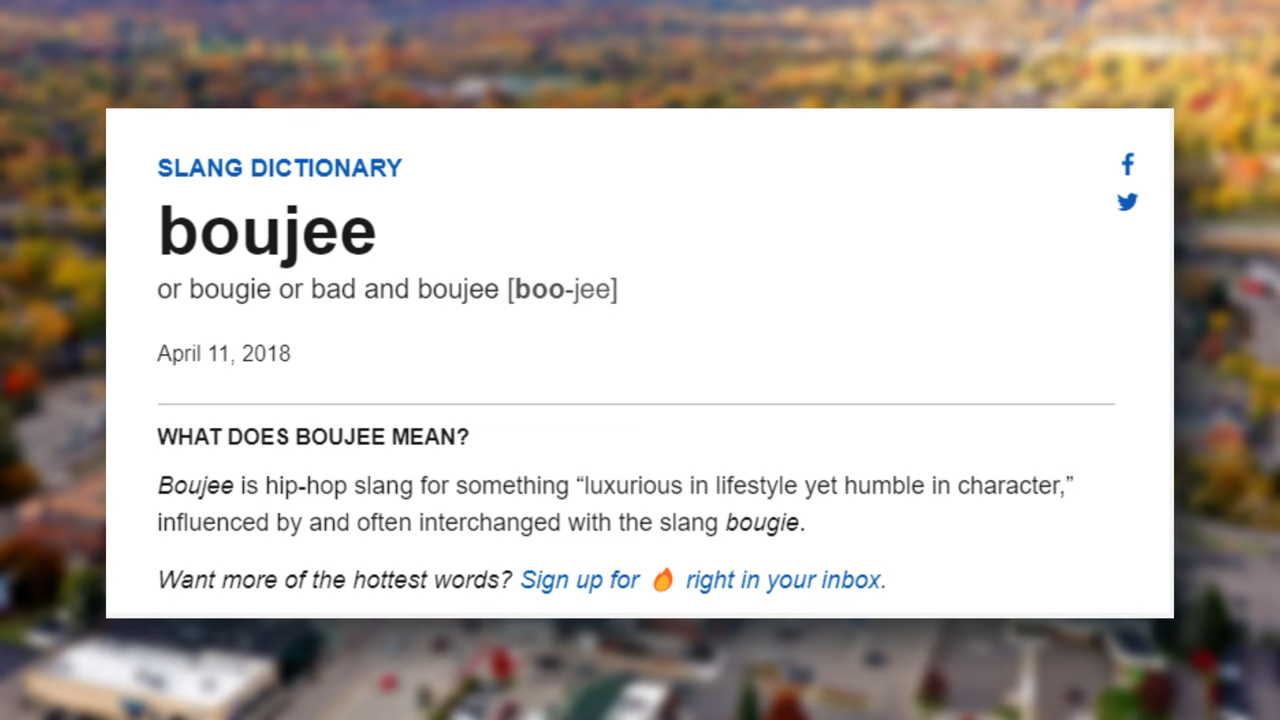 SLANG DICTIONARY
boujee
or bougie or bad and boujee [boo-jee]
April 11, 2018
WHAT DOES BOUJEE MEAN?
Boujee is hip-hop slang for something “luxurious in lifestyle yet humble in character,”
influenced by and often interchanged with the slang bougie.
Want more of the hottest words? Sign up for 🔥 right in your inbox.